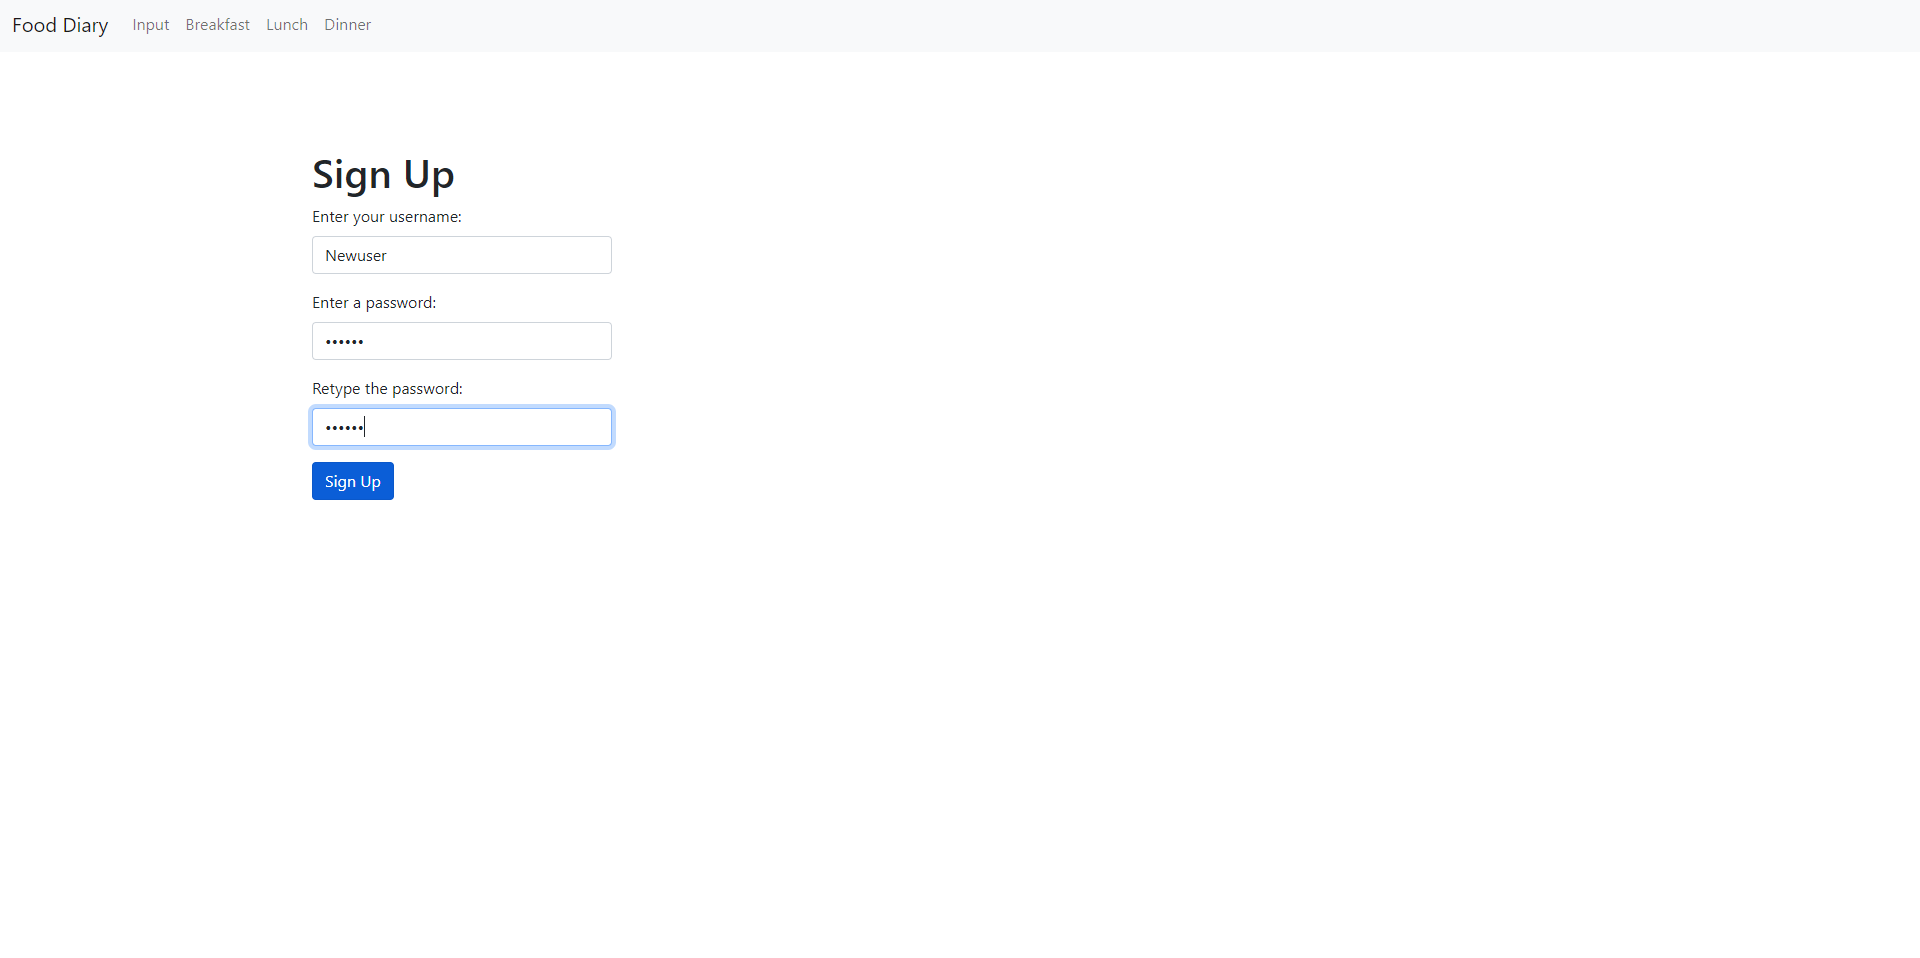 Food Diary Input Breakfast Lunch Dinner
Sign Up
Enter your username:
Newuser
Enter a password:
••••••
Retype the password:
••••••
Sign Up